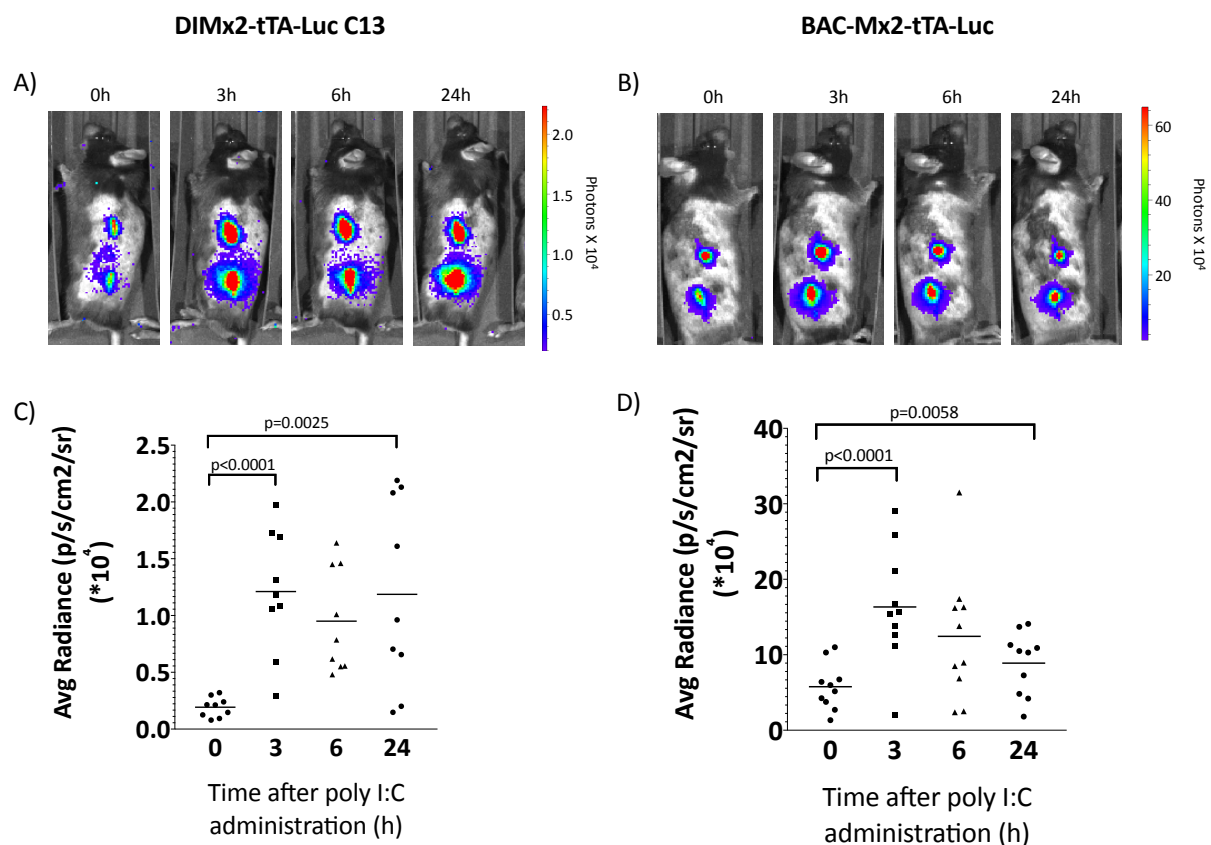 DIMx2-tTA-Luc C13
BAC-Mx2-tTA-Luc
A)
0h
3h
6h
24h
2.0
1.5
1.0
0.5
Photons X 10⁴
B)
0h
3h
6h
24h
60
40
20
Photons X 10⁴
C)
p=0.0025
p<0.0001
Avg Radiance (p/s/cm2/sr)
(*10⁴)
2.5
2.0
1.5
1.0
0.5
0.0
0 3 6 24
Time after poly I:C
administration (h)
D)
p=0.0058
p<0.0001
Avg Radiance (p/s/cm2/sr)
(*10⁴)
40
30
20
10
0
0 3 6 24
Time after poly I:C
administration (h)